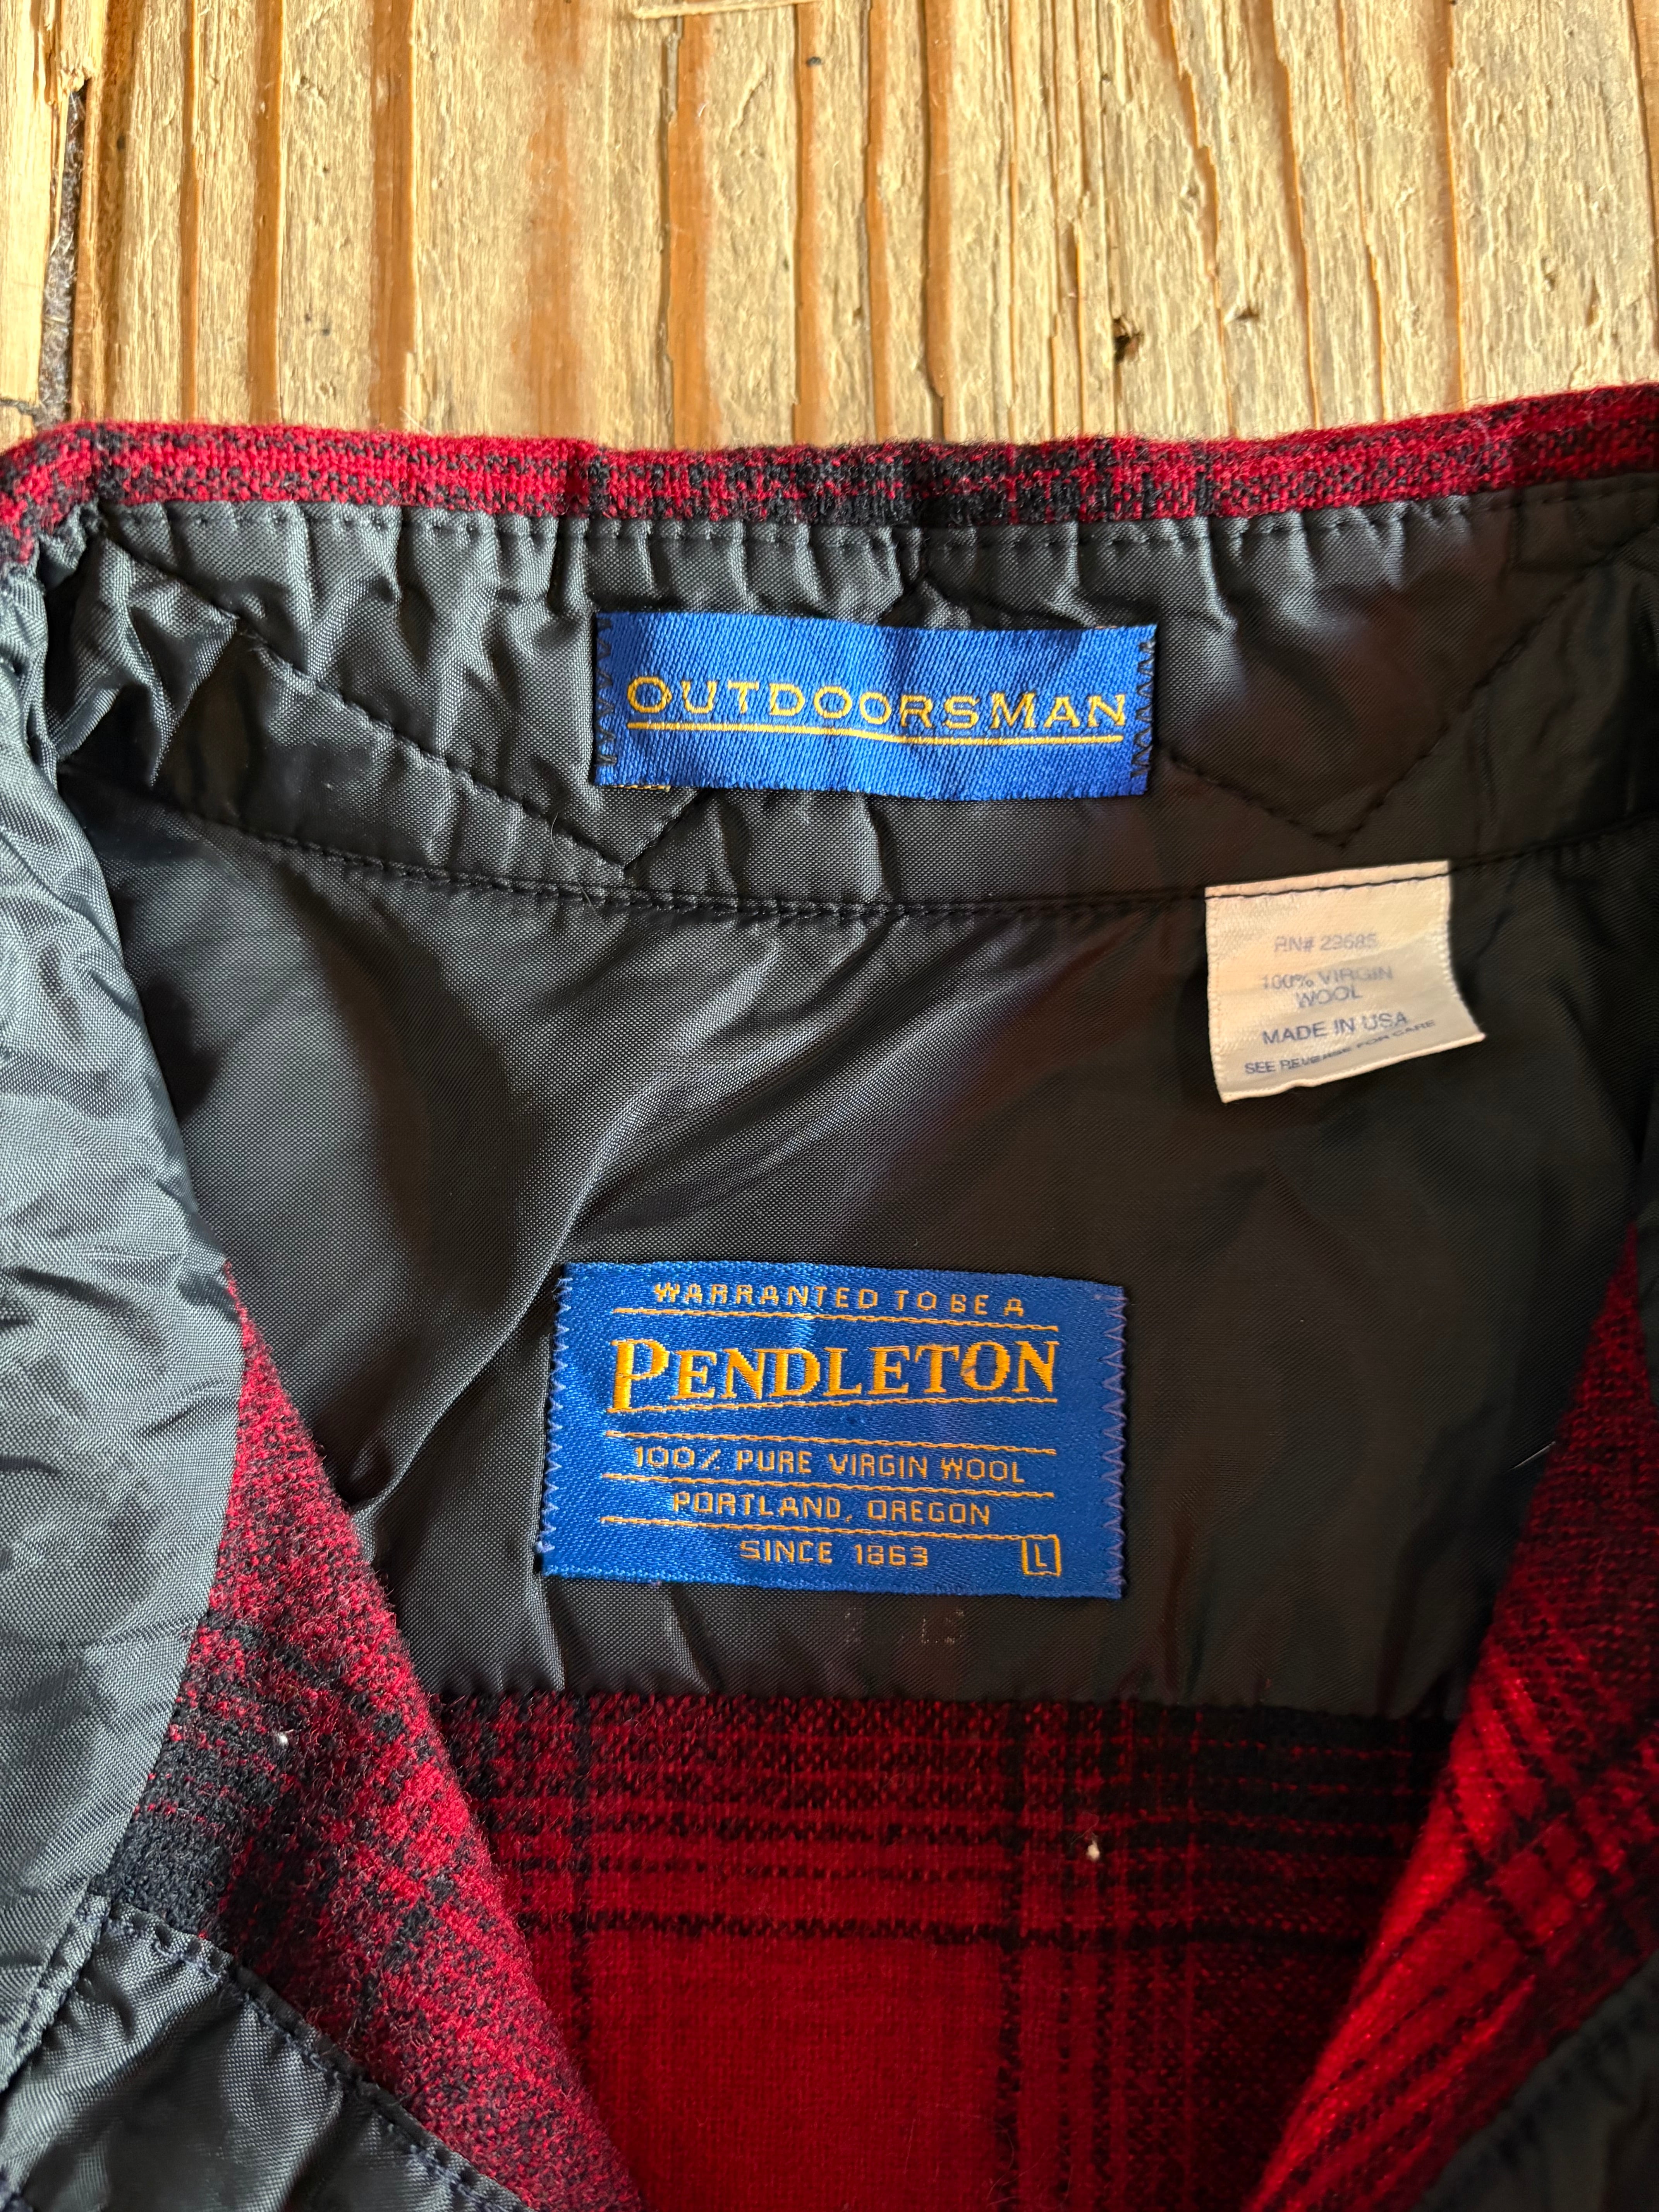 OUTDOORSMAN
RN# 29685
100% VIRGIN
WOOL
MADE IN USA
SEE REVERSE FOR CARE
WARRANTED TO BE A
PENDLETON
100% PURE VIRGIN WOOL
PORTLAND, OREGON
SINCE 1863
L